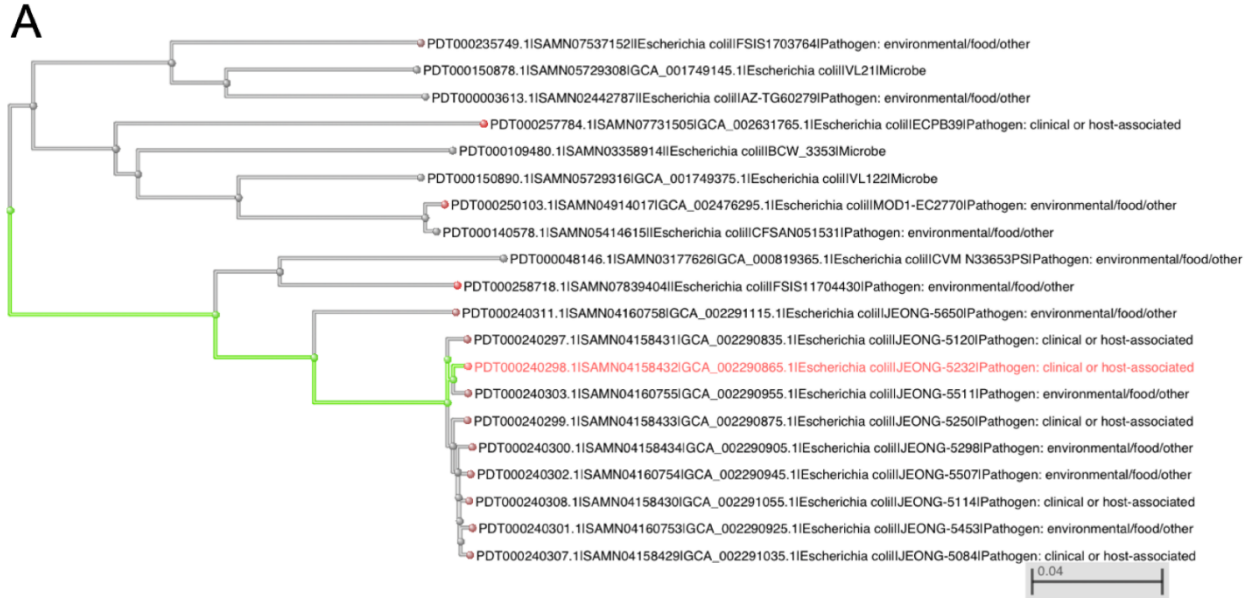 A
PDT000235749.1|SAMN07537152||Escherichia coli|FSIS1703764|Pathogen: environmental/food/other
PDT000150878.1|SAMN05729308|GCA_001749145.1|Escherichia coli|VL21|Microbe
PDT000003613.1|SAMN02442787||Escherichia coli|AZ-TG60279|Pathogen: environmental/food/other
PDT000257784.1|SAMN07731505|GCA_002631765.1|Escherichia coli|ECPB39|Pathogen: clinical or host-associated
PDT000109480.1|SAMN03358914||Escherichia coli|BCW_3353|Microbe
PDT000150890.1|SAMN05729316|GCA_001749375.1|Escherichia coli|VL122|Microbe
PDT000250103.1|SAMN04914017|GCA_002476295.1|Escherichia coli|MOD1-EC2770|Pathogen: environmental/food/other
PDT000140578.1|SAMN05414615||Escherichia coli|CFSAN051531|Pathogen: environmental/food/other
PDT000048146.1|SAMN03177626|GCA_000819365.1|Escherichia coli|CVM N33653PS|Pathogen: environmental/food/other
PDT000258718.1|SAMN07839404||Escherichia coli|FSIS11704430|Pathogen: environmental/food/other
PDT000240311.1|SAMN04160758|GCA_002291115.1|Escherichia coli|JEONG-5650|Pathogen: environmental/food/other
PDT000240297.1|SAMN04158431|GCA_002290835.1|Escherichia coli|JEONG-5120|Pathogen: clinical or host-associated
PDT000240298.1|SAMN04158432|GCA_002290865.1|Escherichia coli|JEONG-5232|Pathogen: clinical or host-associated
PDT000240303.1|SAMN04160755|GCA_002290955.1|Escherichia coli|JEONG-5511|Pathogen: environmental/food/other
PDT000240299.1|SAMN04158433|GCA_002290875.1|Escherichia coli|JEONG-5250|Pathogen: clinical or host-associated
PDT000240300.1|SAMN04158434|GCA_002290905.1|Escherichia coli|JEONG-5298|Pathogen: environmental/food/other
PDT000240302.1|SAMN04160754|GCA_002290945.1|Escherichia coli|JEONG-5507|Pathogen: environmental/food/other
PDT000240308.1|SAMN04158430|GCA_002291055.1|Escherichia coli|JEONG-5114|Pathogen: clinical or host-associated
PDT000240301.1|SAMN04160753|GCA_002290925.1|Escherichia coli|JEONG-5453|Pathogen: environmental/food/other
PDT000240307.1|SAMN04158429|GCA_002291035.1|Escherichia coli|JEONG-5084|Pathogen: clinical or host-associated
0.04